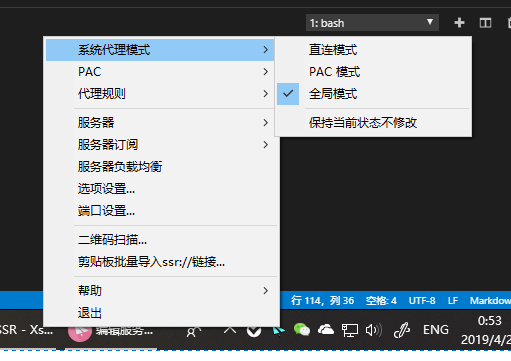 1: bash
系统代理模式
PAC
代理规则
服务器
服务器订阅
服务器负载均衡
选项设置...
端口设置...
二维码扫描...
剪贴板批量导入ssr://链接...
帮助
退出
直连模式
PAC 模式
全局模式
保持当前状态不修改
行 114，列 36 空格: 4 UTF-8 LF Markdow
SSR - Xs... 编辑服务... ENG 0:53
2019/4/2